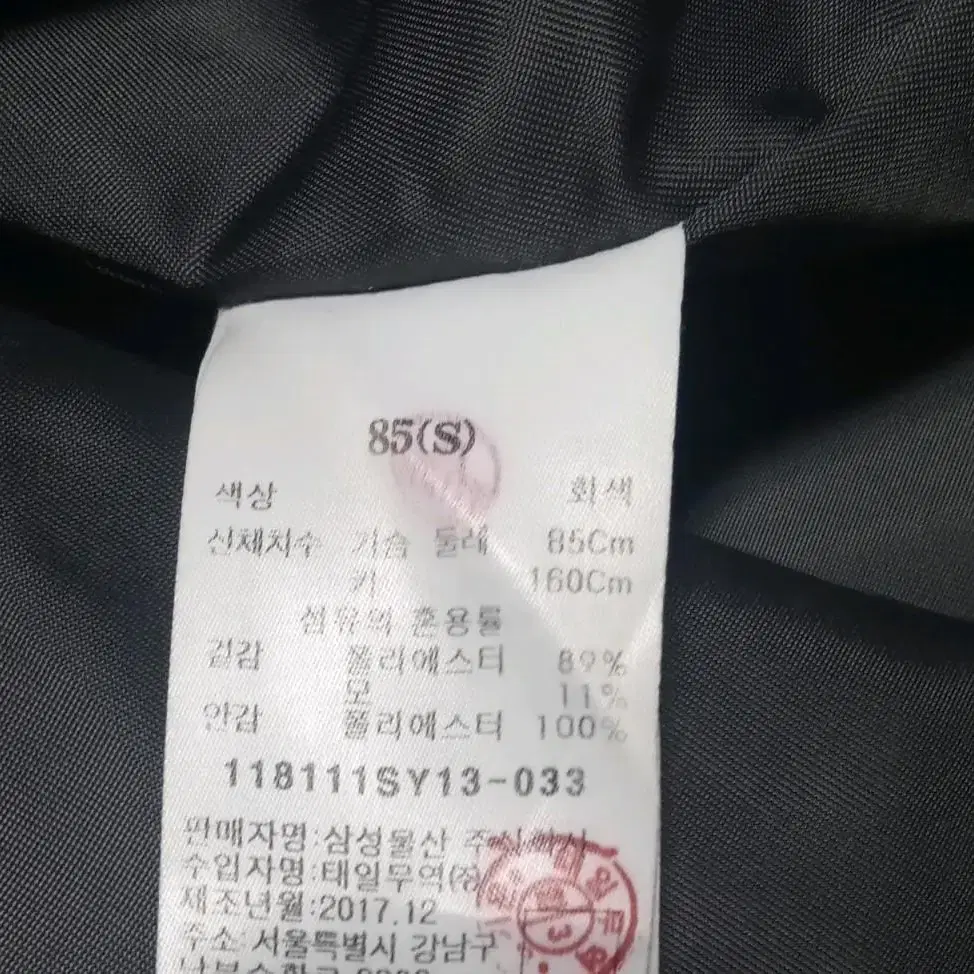 85(S)
색상 회색
신체치수 가슴 둘레 85Cm
키 160Cm
섬유의 혼용률
겉감 폴리에스터 89%
모 11%
안감 폴리에스터 100%
118111SY13-033
판매자명:삼성물산 주식회사
수입자명:태일무역(주)
제조년월:2017.12
주소:서울특별시 강남구